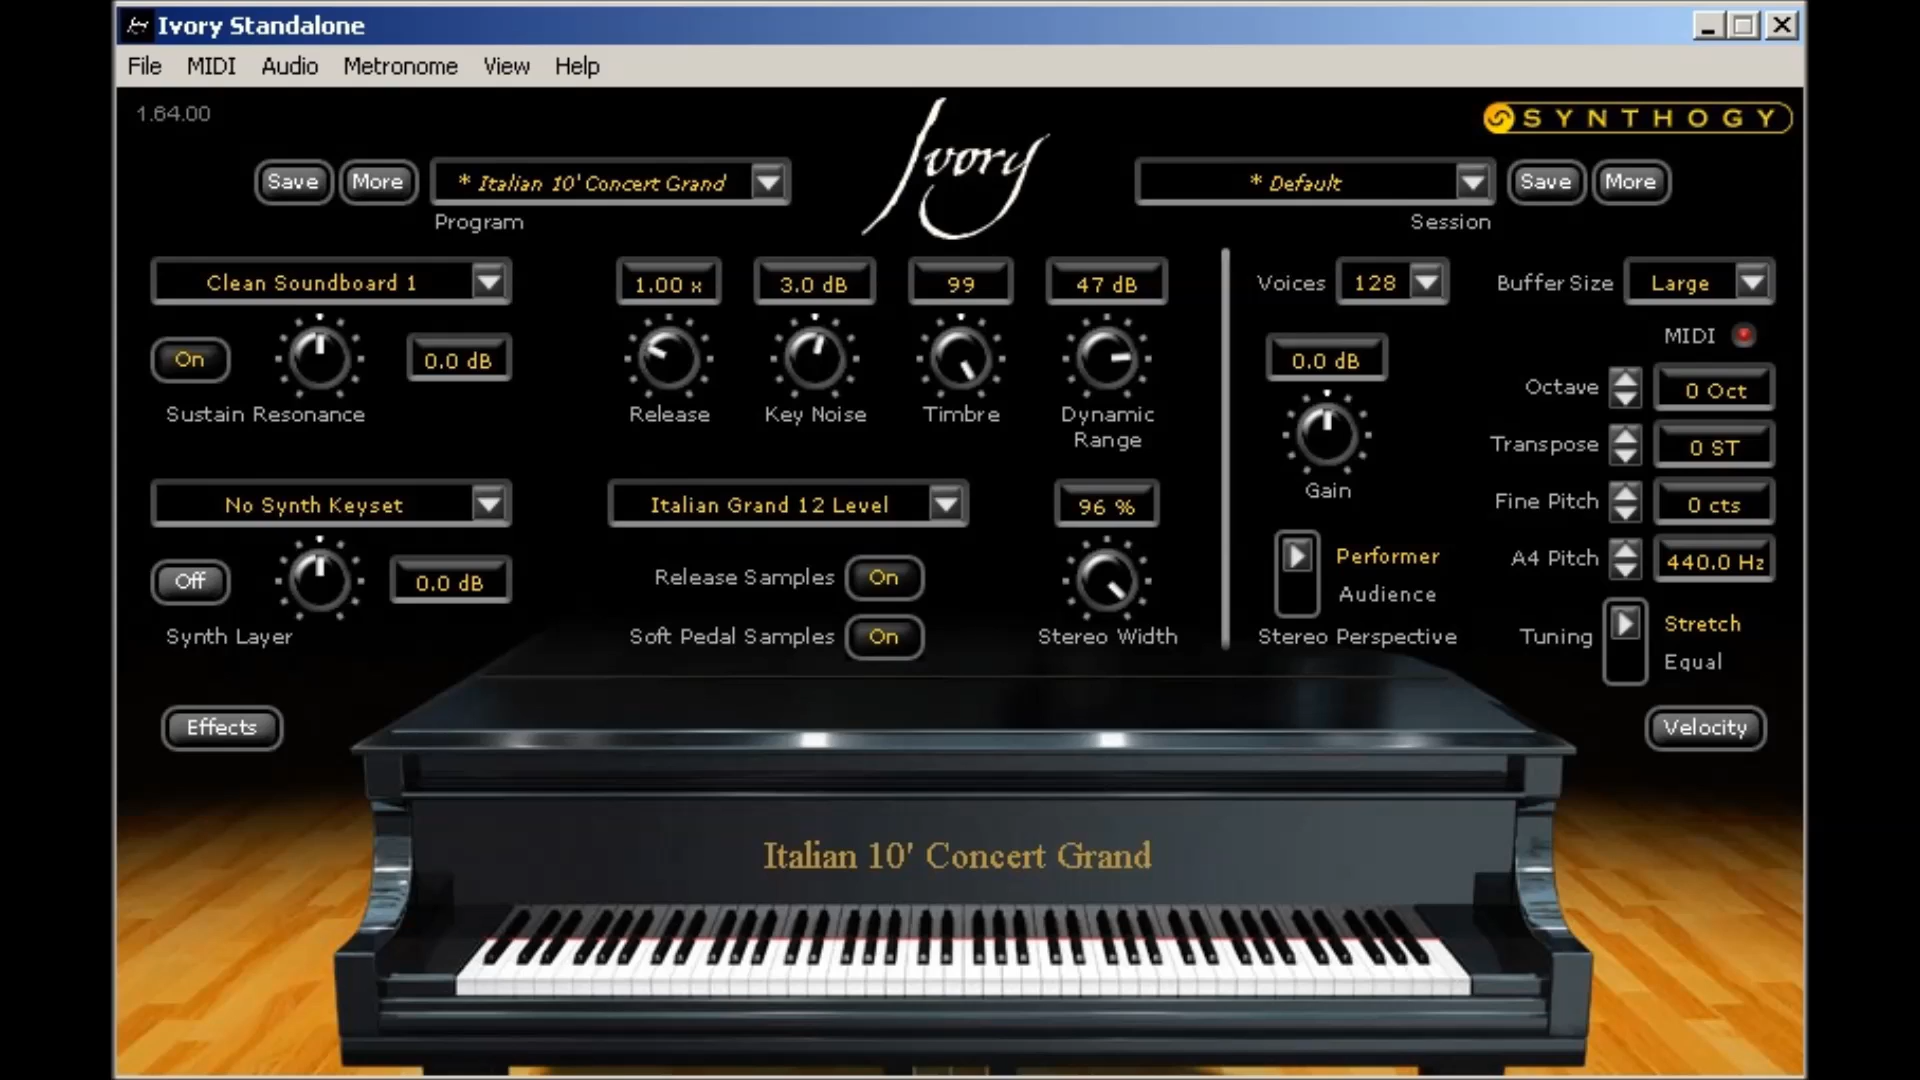 Ivory Standalone
File MIDI Audio Metronome View Help
1.64.00
Ivory
SYNTHOGY
Save More * Italian 10' Concert Grand
Program
* Default Save More
Session
Clean Soundboard 1
On 0.0 dB
Sustain Resonance
1.00 x 3.0 dB 99 47 dB
Release Key Noise Timbre Dynamic
Range
Voices 128 Buffer Size Large
MIDI
0.0 dB
Gain
Octave 0 Oct
Transpose 0 ST
Fine Pitch 0 cts
A4 Pitch 440.0 Hz
No Synth Keyset
Off 0.0 dB
Synth Layer
Italian Grand 12 Level
96 %
Release Samples On
Soft Pedal Samples On
Stereo Width
Performer
Audience
Stereo Perspective
Tuning Stretch
Equal
Effects
Velocity
Italian 10' Concert Grand